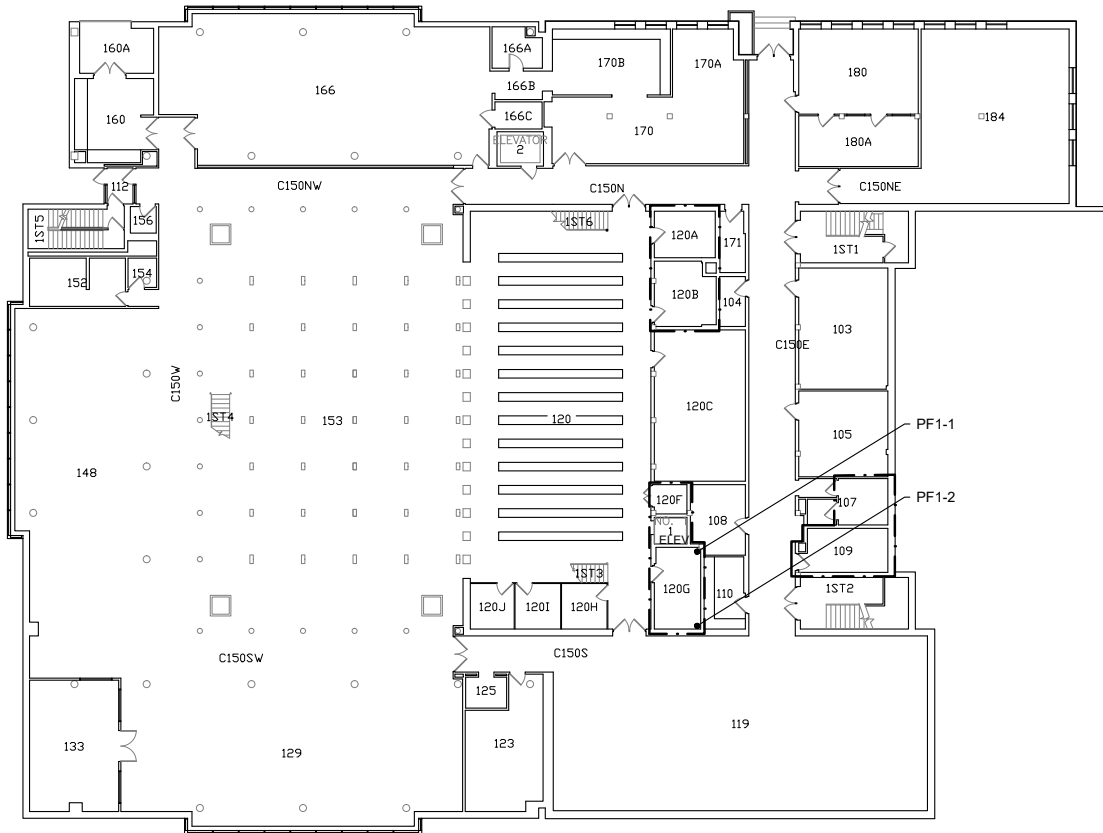 160A
166
166A
170B
170A
180
184
166B
160
166C
170
180A
ELEVATOR
2
112
C150NW
C150N
C150NE
1ST5
156
1ST6
120A
171
1ST1
152
154
120B
104
103
C150E
C150W
120C
1ST4
153
120
105
PF1-1
148
PF1-2
120F
107
108
NO.
1
ELEV
109
1ST3
120G
110
1ST2
120J
120I
120H
C150SW
C150S
125
119
133
129
123